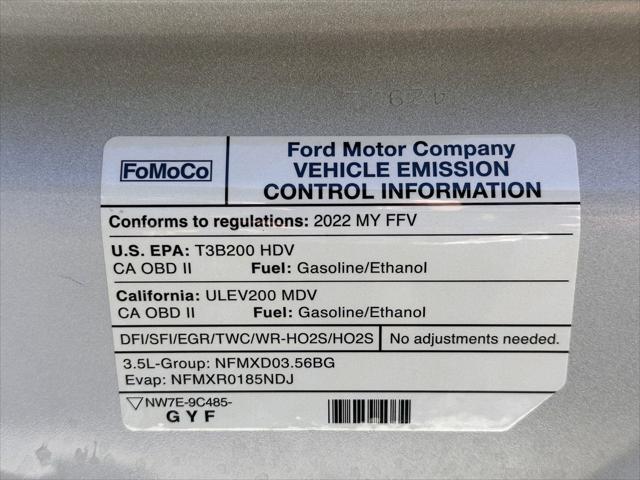 FoMoCo
Ford Motor Company
VEHICLE EMISSION
CONTROL INFORMATION
Conforms to regulations: 2022 MY FFV
U.S. EPA: T3B200 HDV
CA OBD II Fuel: Gasoline/Ethanol
California: ULEV200 MDV
CA OBD II Fuel: Gasoline/Ethanol
DFI/SFI/EGR/TWC/WR-HO2S/HO2S No adjustments needed.
3.5L-Group: NFMXD03.56BG
Evap: NFMXR0185NDJ
NW7E-9C485-
G Y F